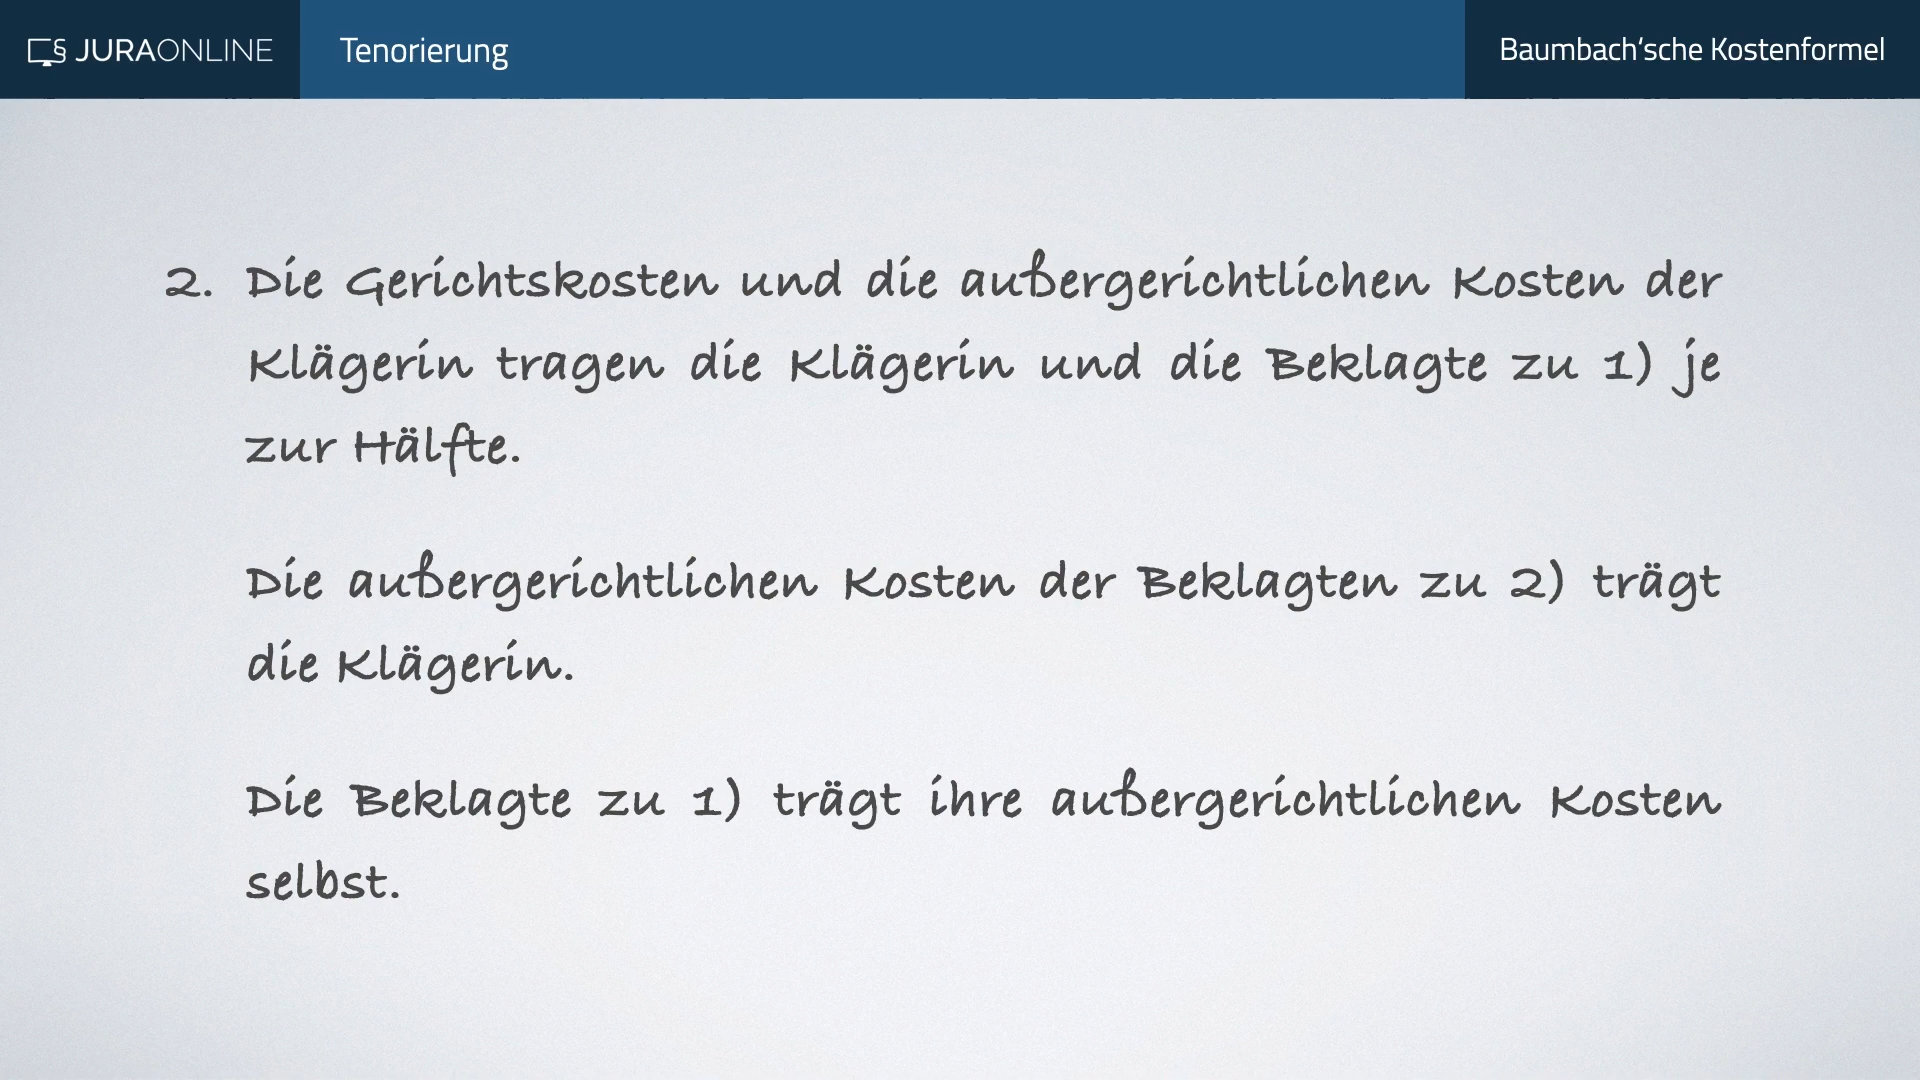 JURAONLINE
Tenorierung
Baumbach'sche Kostenformel
2. Die Gerichtskosten und die außergerichtlichen Kosten der
Klägerin tragen die Klägerin und die Beklagte zu 1) je
zur Hälfte.
Die außergerichtlichen Kosten der Beklagten zu 2) trägt
die Klägerin.
Die Beklagte zu 1) trägt ihre außergerichtlichen Kosten
selbst.